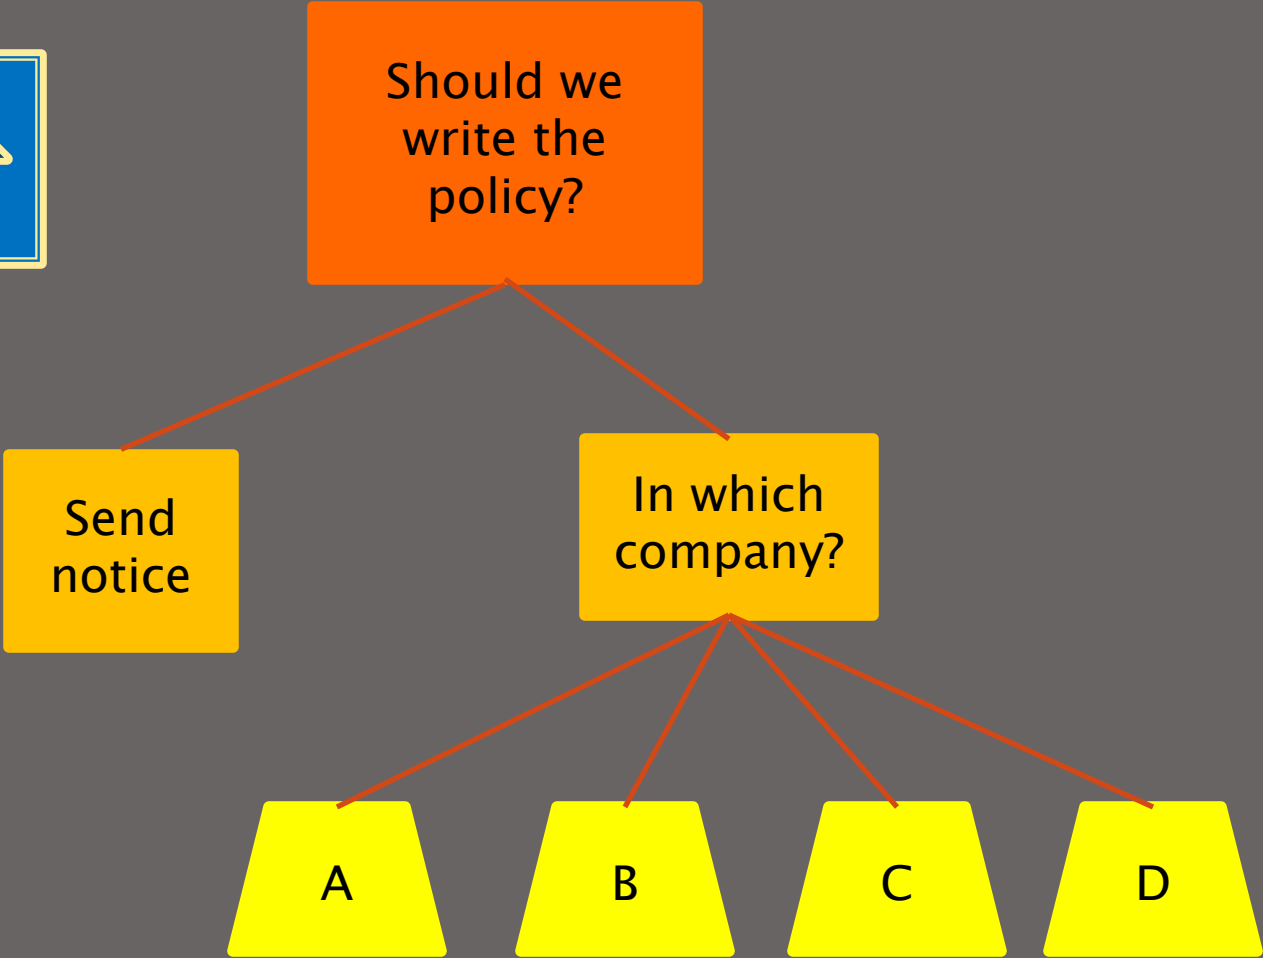 Should we
write the
policy?
Send
notice
In which
company?
A
B
C
D